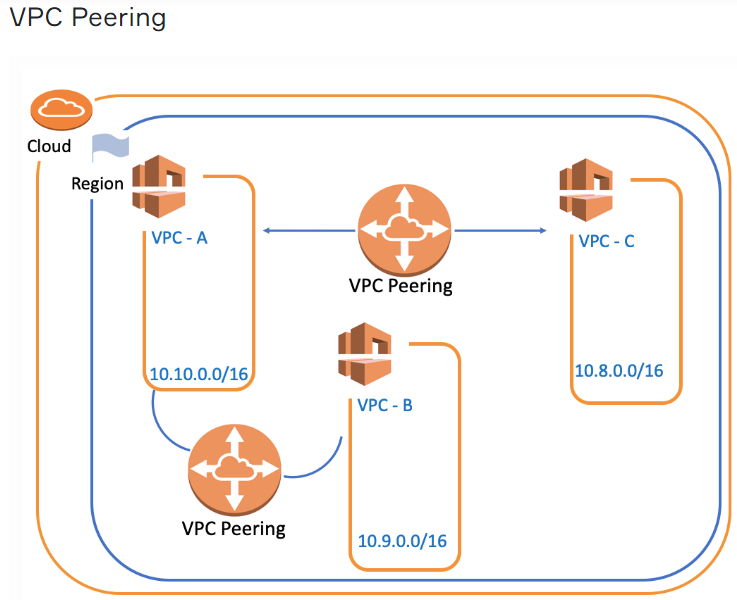 VPC Peering
Cloud
Region
VPC - A
VPC - C
VPC Peering
10.10.0.0/16
10.8.0.0/16
VPC - B
VPC Peering
10.9.0.0/16